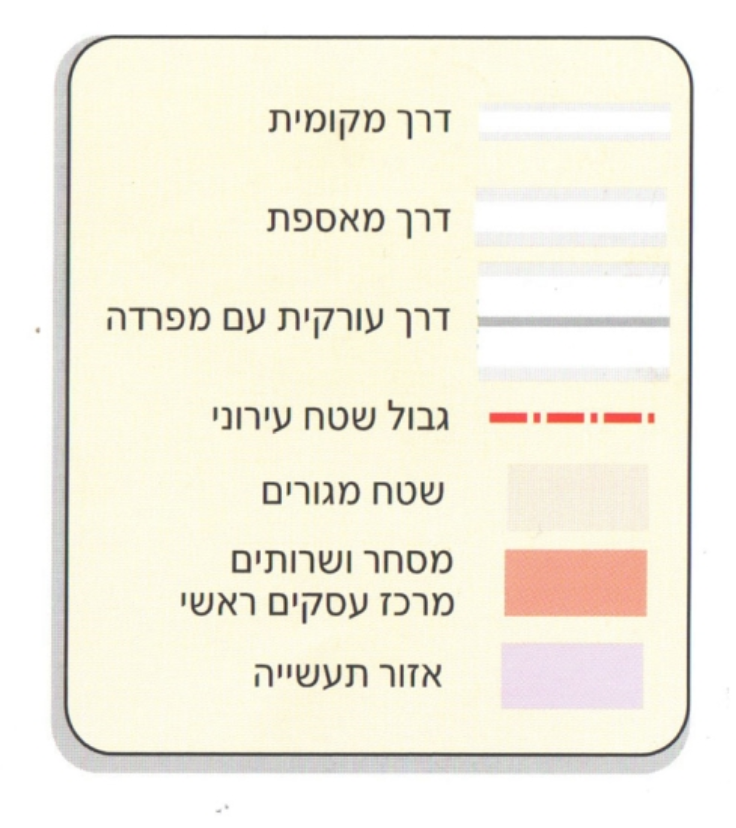 דרך מקומית
דרך מאספת
דרך עורקית עם מפרדה
גבול שטח עירוני
שטח מגורים
מסחר ושרותים
מרכז עסקים ראשי
אזור תעשייה